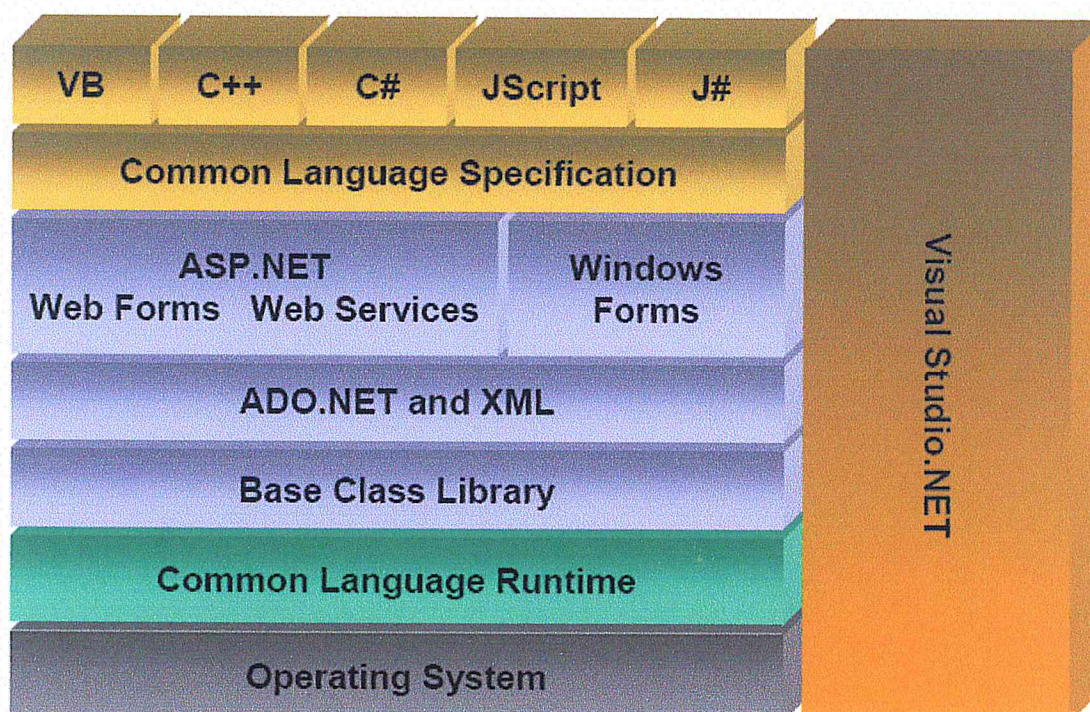 VB C++ C# JScript J#
Common Language Specification
ASP.NET
Web Forms Web Services
Windows
Forms
ADO.NET and XML
Base Class Library
Common Language Runtime
Operating System
Visual Studio.NET